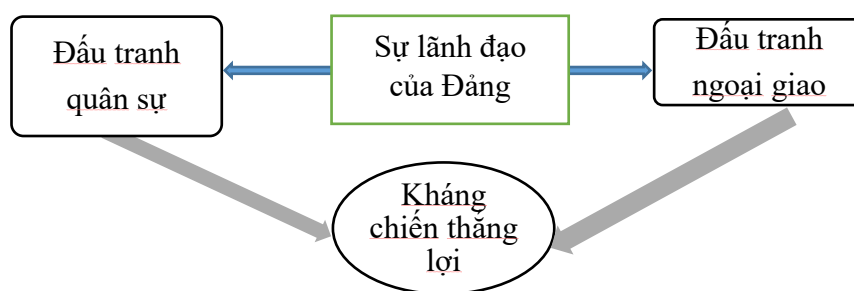 Đấu tranh
quân sự
Sự lãnh đạo
của Đảng
Đấu tranh
ngoại giao
Kháng
chiến thắng
lợi